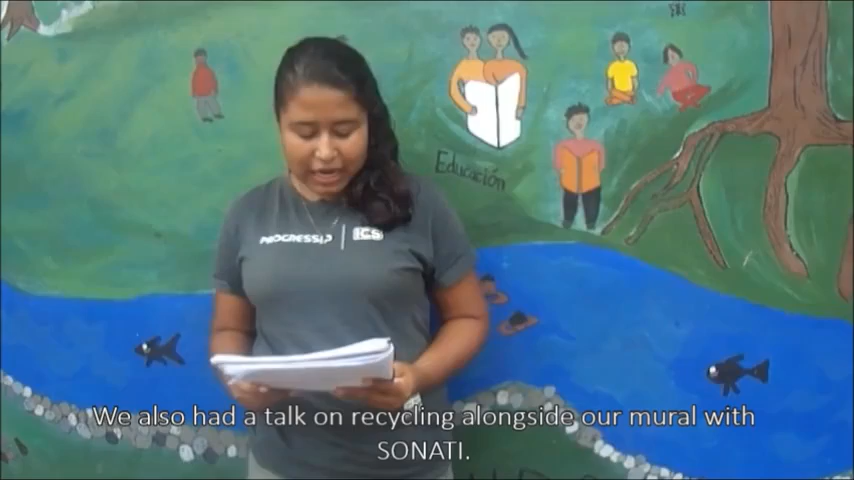 Educación
PROGRESSIO | ICS
We also had a talk on recycling alongside our mural with
SONATI.